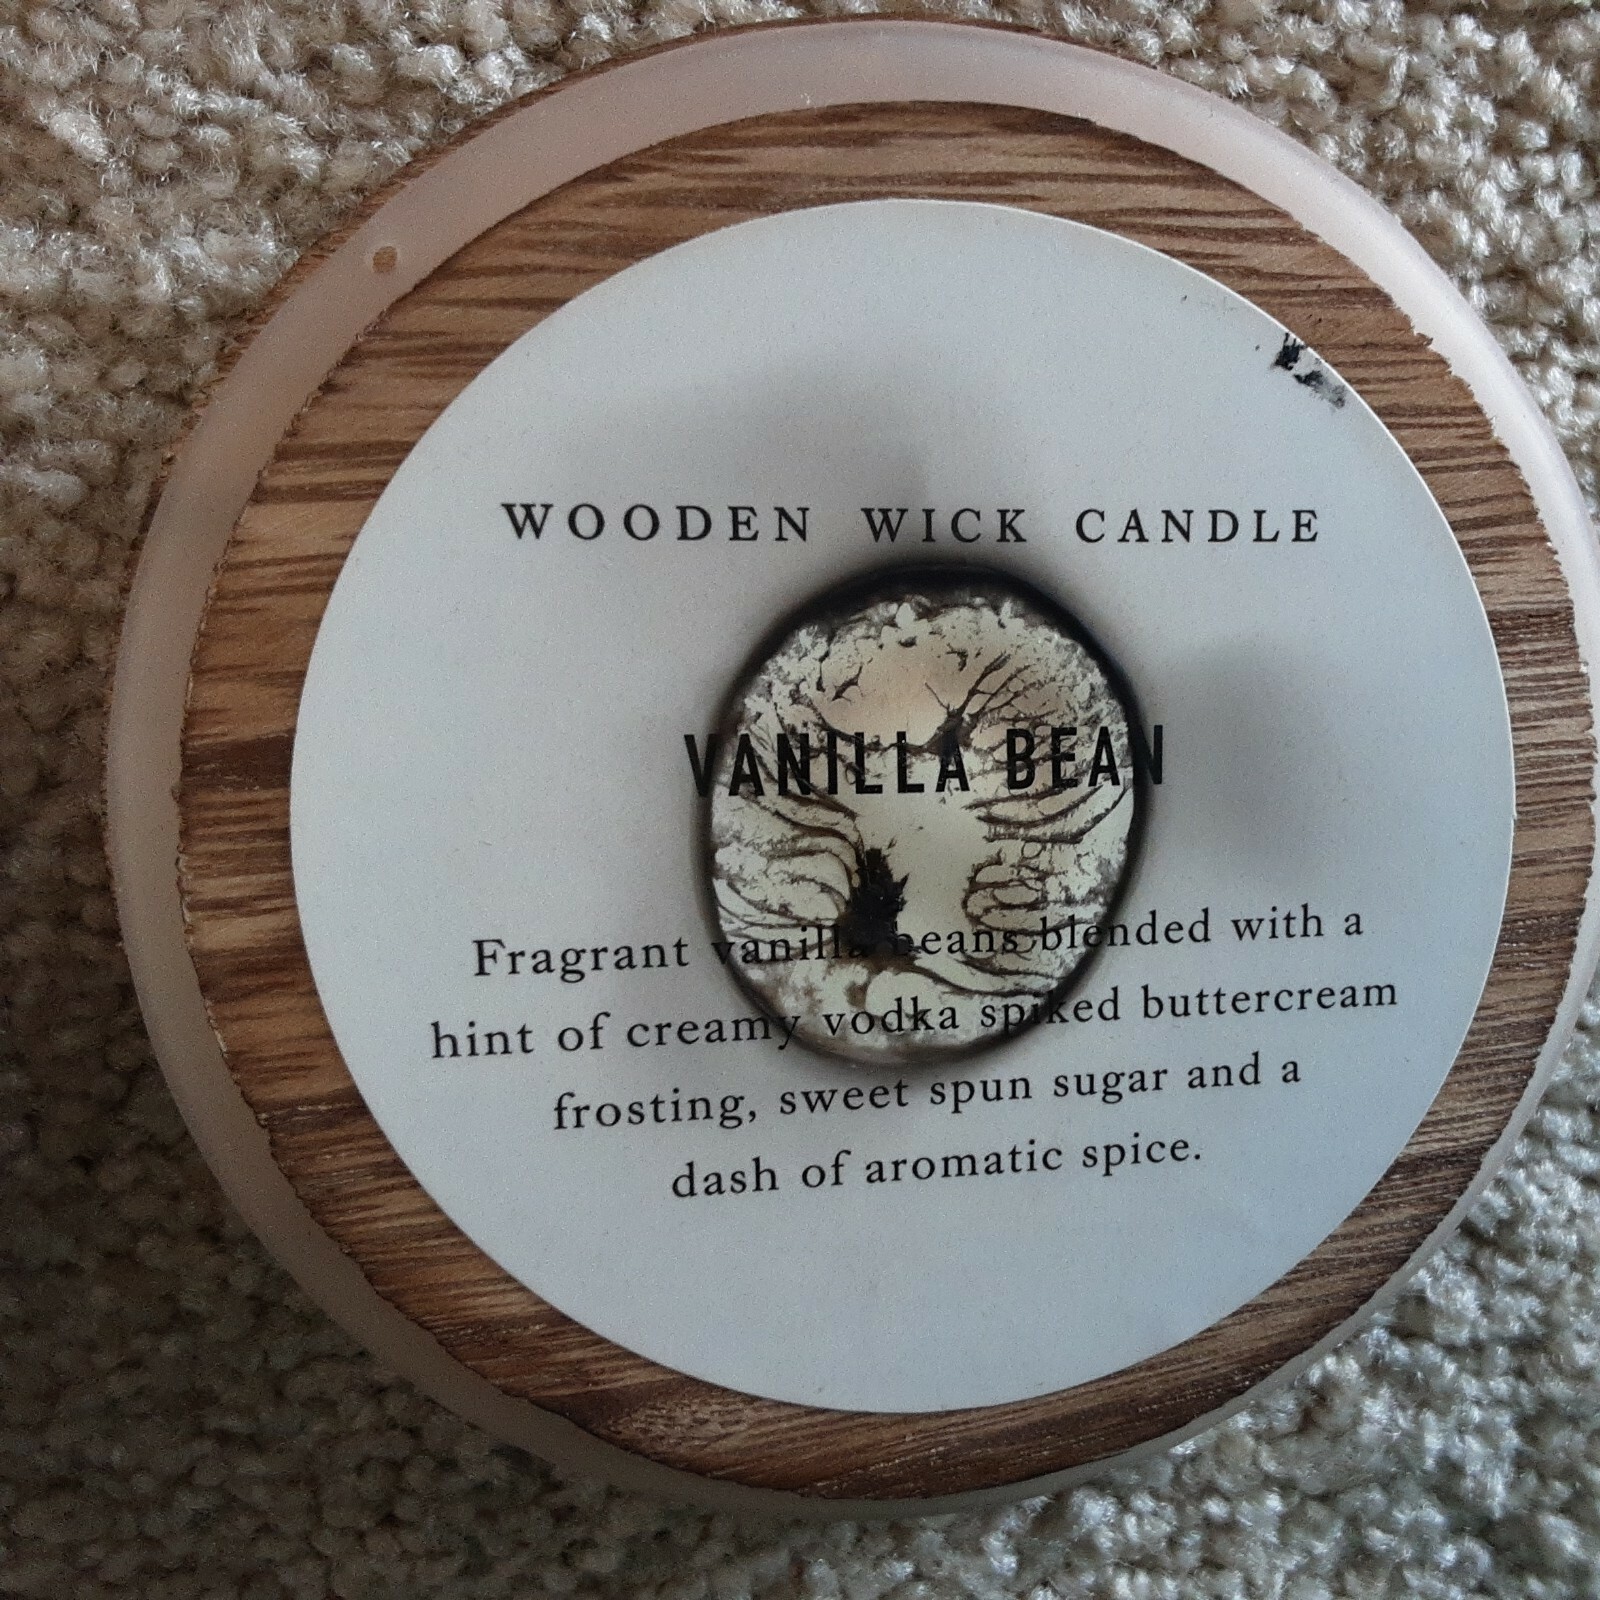 WOODEN WICK CANDLE
VANILLA BEAN
Fragrant vanilla beans blended with a
hint of creamy vodka spiked buttercream
frosting, sweet spun sugar and a
dash of aromatic spice.